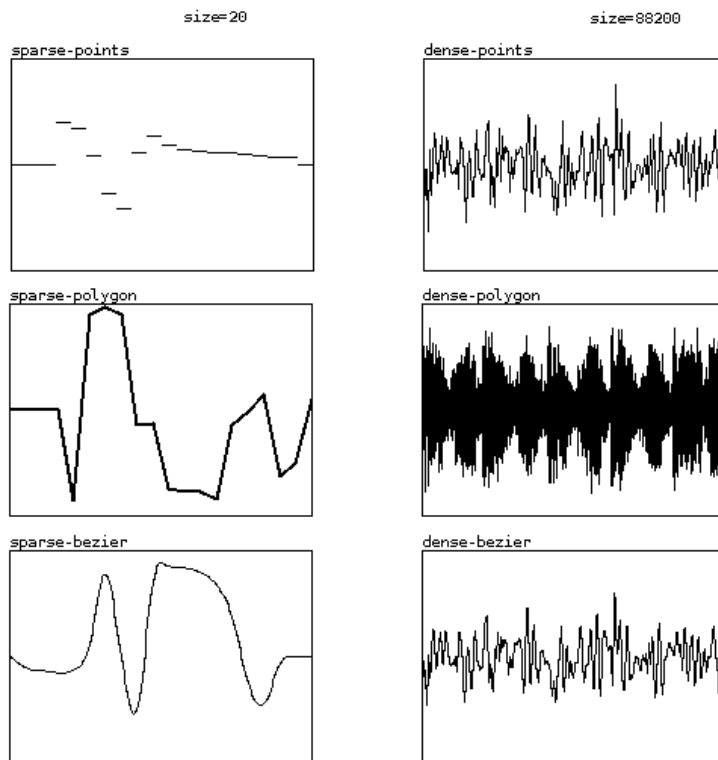 size=20
size=88200
sparse-points
dense-points
sparse-polygon
dense-polygon
sparse-bezier
dense-bezier